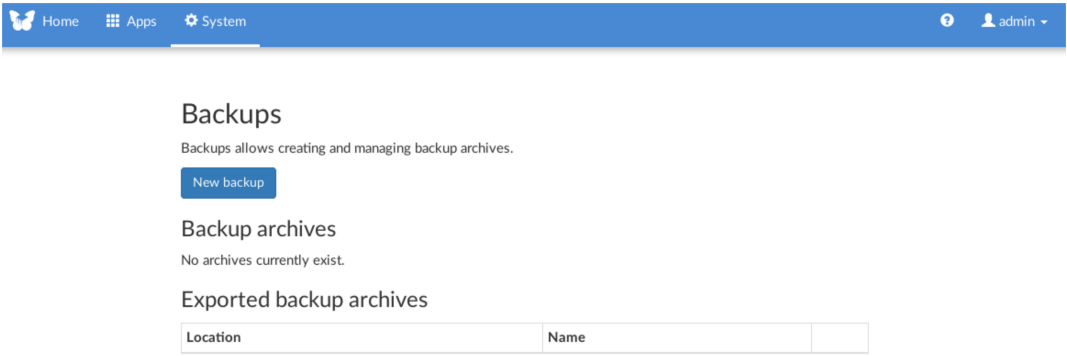 Home Apps System admin
Backups
Backups allows creating and managing backup archives.
New backup
Backup archives
No archives currently exist.
Exported backup archives
Location Name